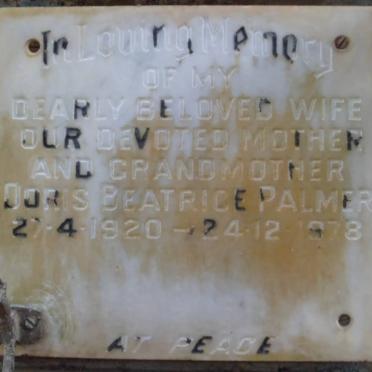 In Loving Memory
OF MY
DEARLY BELOVED WIFE
OUR DEVOTED MOTHER
AND GRANDMOTHER
DORIS BEATRICE PALMER
27-4-1920 - 24-12-1978
AT PEACE